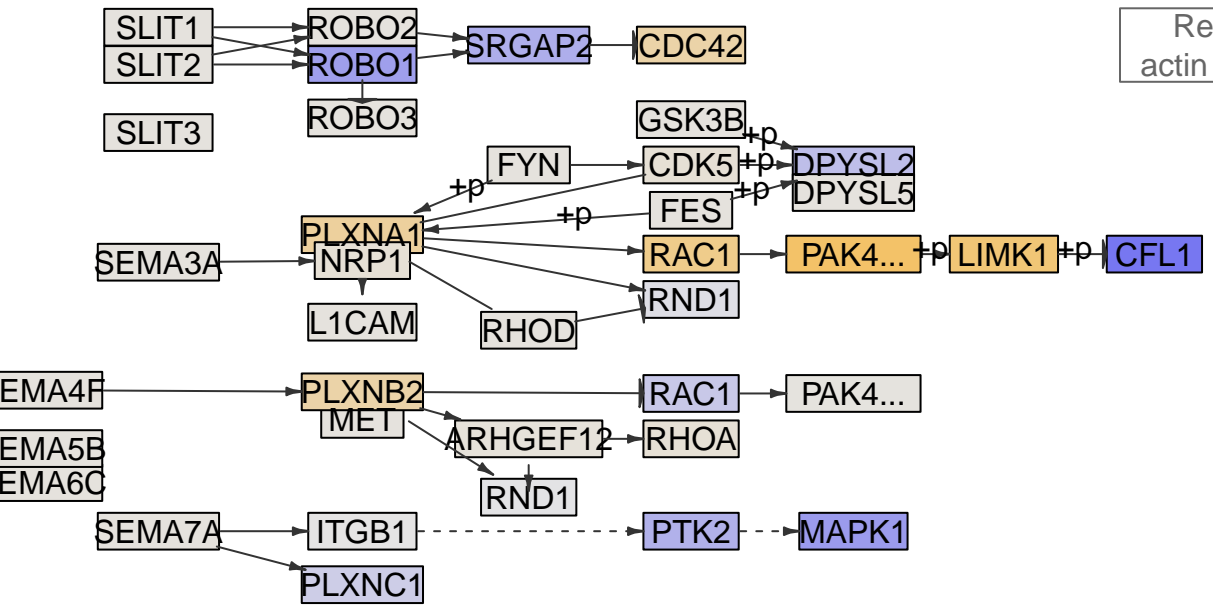 SLIT1
ROBO2
SRGAP2
CDC42
Re
actin
SLIT2
ROBO1
SLIT3
ROBO3
GSK3B
+p
FYN
CDK5
+p
DPYSL2
+p
DPYSL5
+p
FES
+p
PLXNA1
SEMA3A
NRP1
RAC1
PAK4...
+p
LIMK1
+p
CFL1
RND1
L1CAM
RHOD
EMA4F
PLXNB2
RAC1
PAK4...
MET
EMA5B
ARHGEF12
RHOA
EMA6C
RND1
SEMA7A
ITGB1
PTK2
MAPK1
PLXNC1